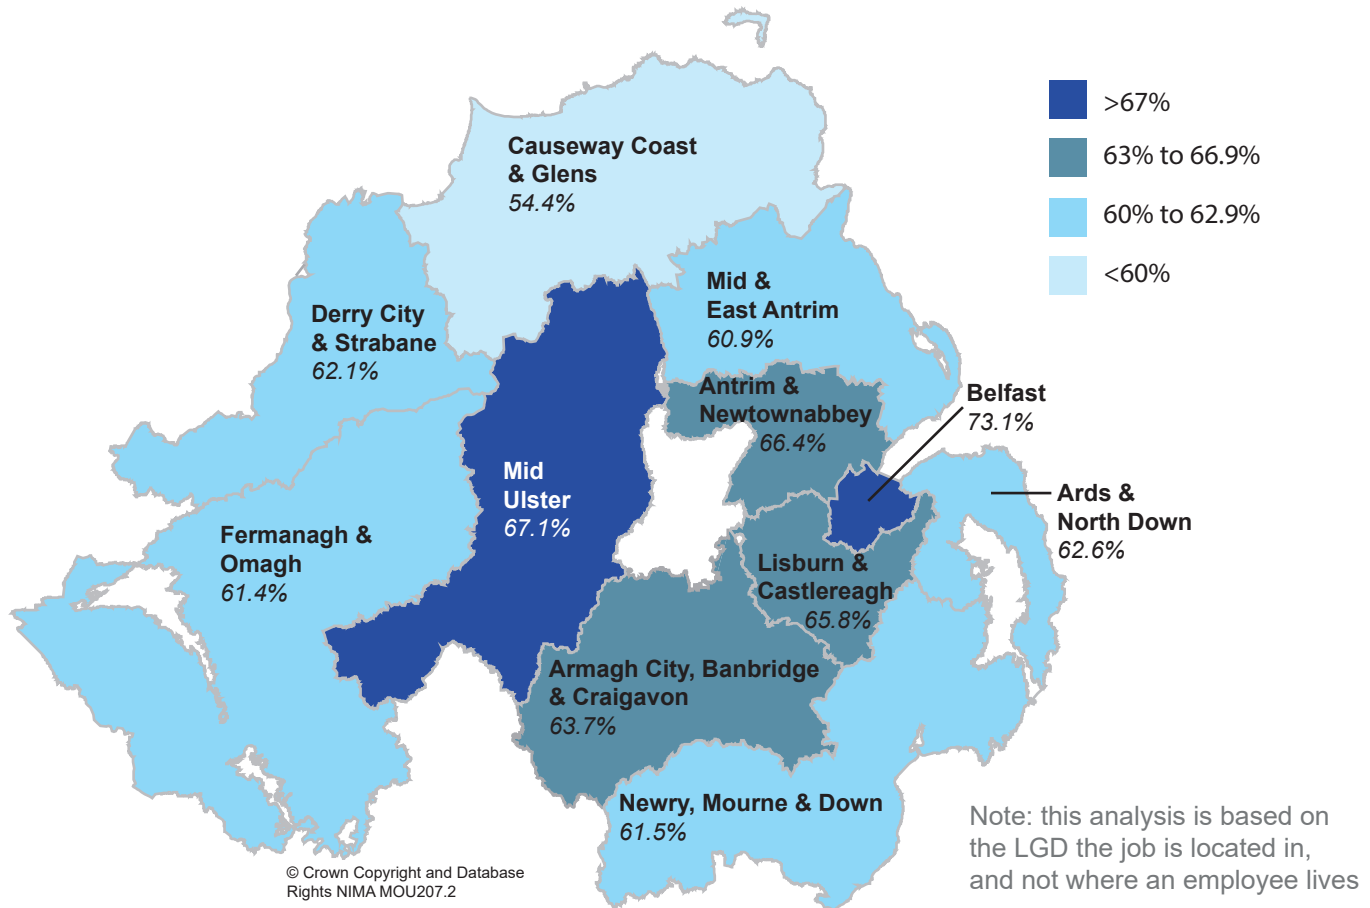 Causeway Coast
& Glens
54.4%
>67%
63% to 66.9%
60% to 62.9%
<60%
Mid &
East Antrim
60.9%
Derry City
& Strabane
62.1%
Antrim &
Newtownabbey
66.4%
Belfast
73.1%
Mid
Ulster
67.1%
Ards &
North Down
62.6%
Fermanagh &
Omagh
61.4%
Lisburn &
Castlereagh
65.8%
Armagh City, Banbridge
& Craigavon
63.7%
Newry, Mourne & Down
61.5%
Note: this analysis is based on
the LGD the job is located in,
and not where an employee lives
© Crown Copyright and Database
Rights NIMA MOU207.2